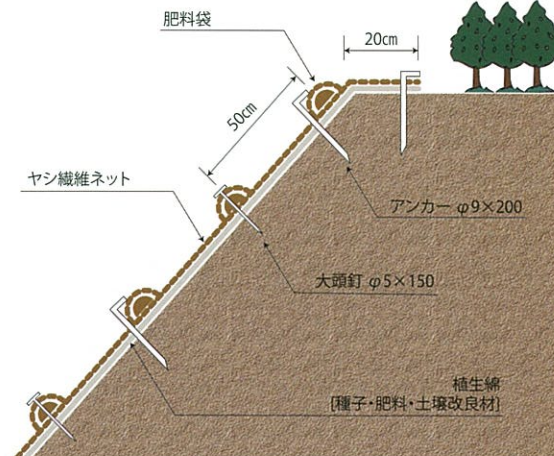 肥料袋
20㎝
50㎝
ヤシ繊維ネット
アンカー φ9×200
大頭釘 φ5×150
植生綿
[種子・肥料・土壌改良材]